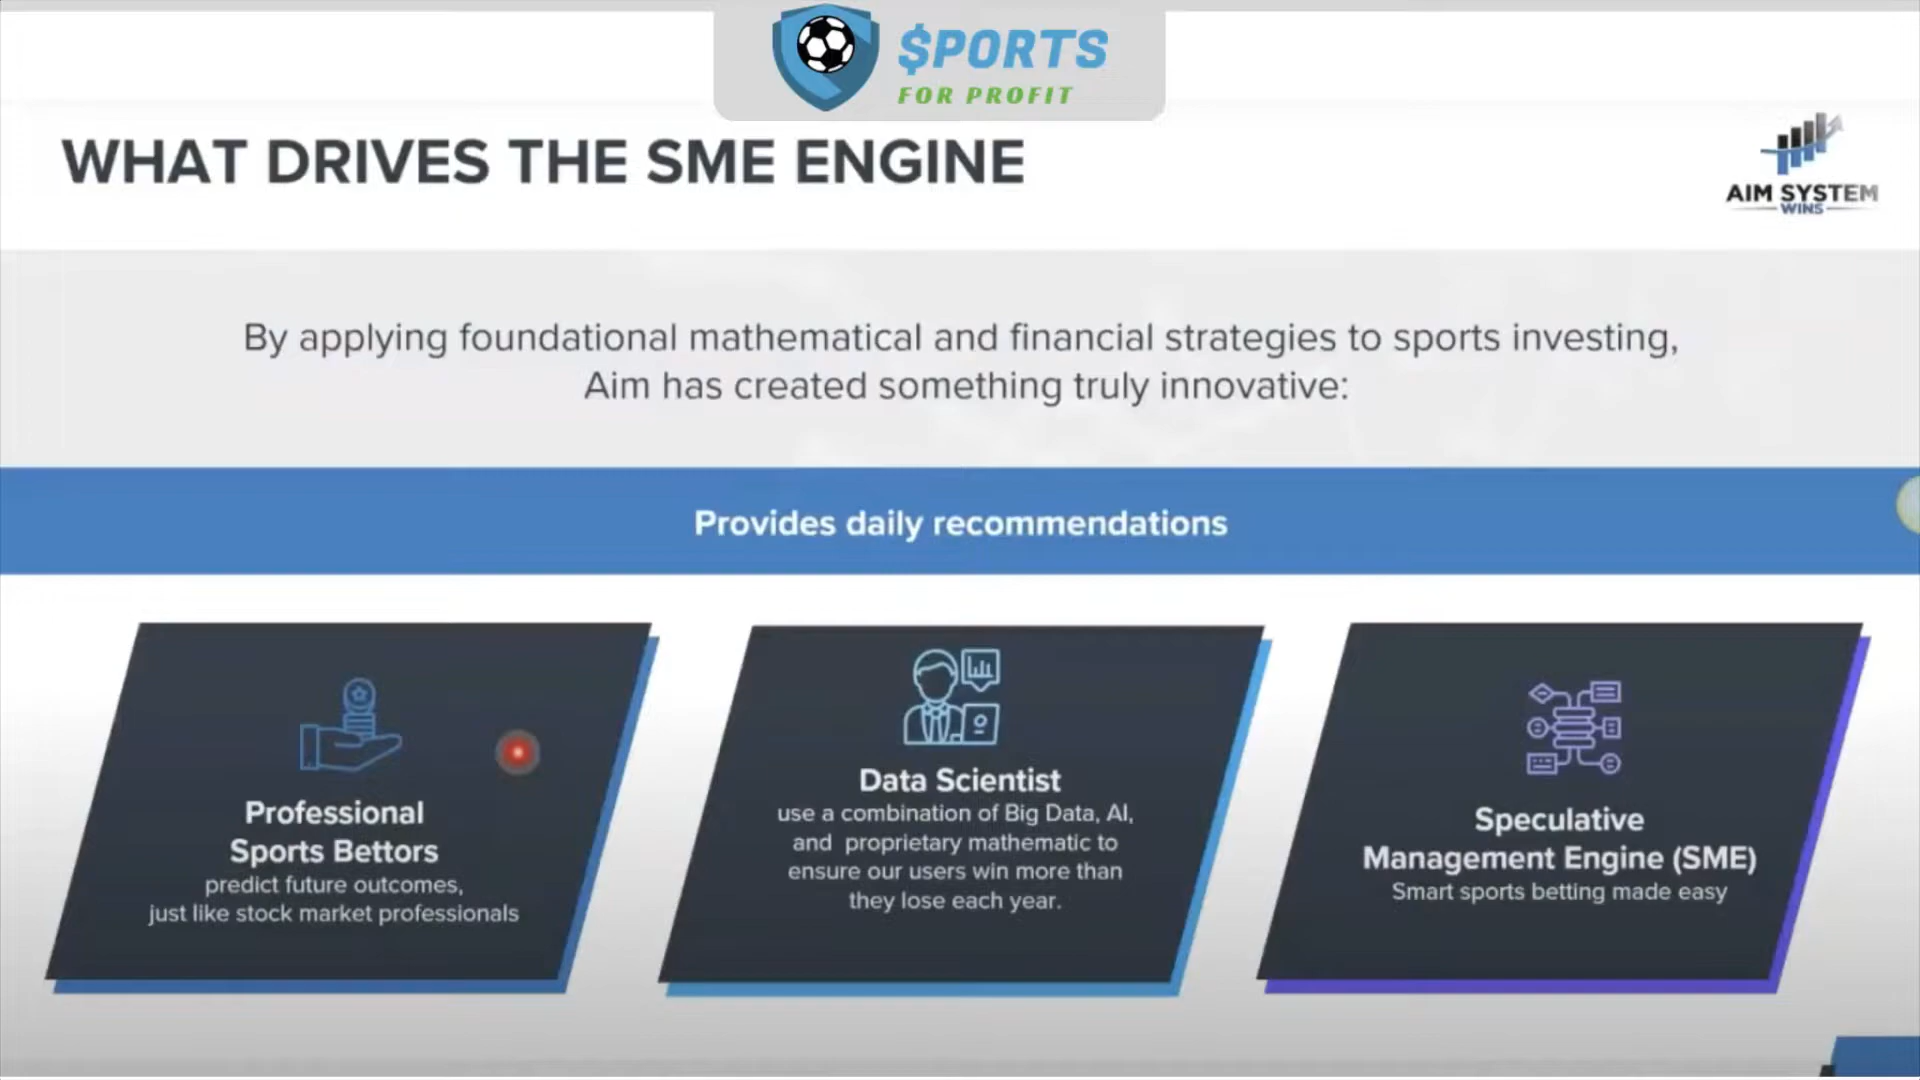 $PORTS
FOR PROFIT
WHAT DRIVES THE SME ENGINE
AIM SYSTEM
WINS
By applying foundational mathematical and financial strategies to sports investing,
Aim has created something truly innovative:
Provides daily recommendations
Professional
Sports Bettors
predict future outcomes,
just like stock market professionals
Data Scientist
use a combination of Big Data, AI,
and proprietary mathematic to
ensure our users win more than
they lose each year.
Speculative
Management Engine (SME)
Smart sports betting made easy